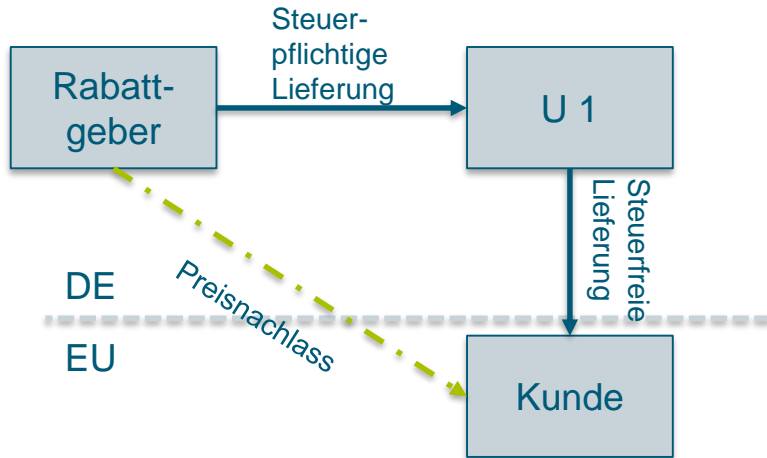 Steuer-
pflichtige
Lieferung
Rabatt-
geber
U 1
Steuerfreie
Lieferung
Preisnachlass
DE
EU
Kunde